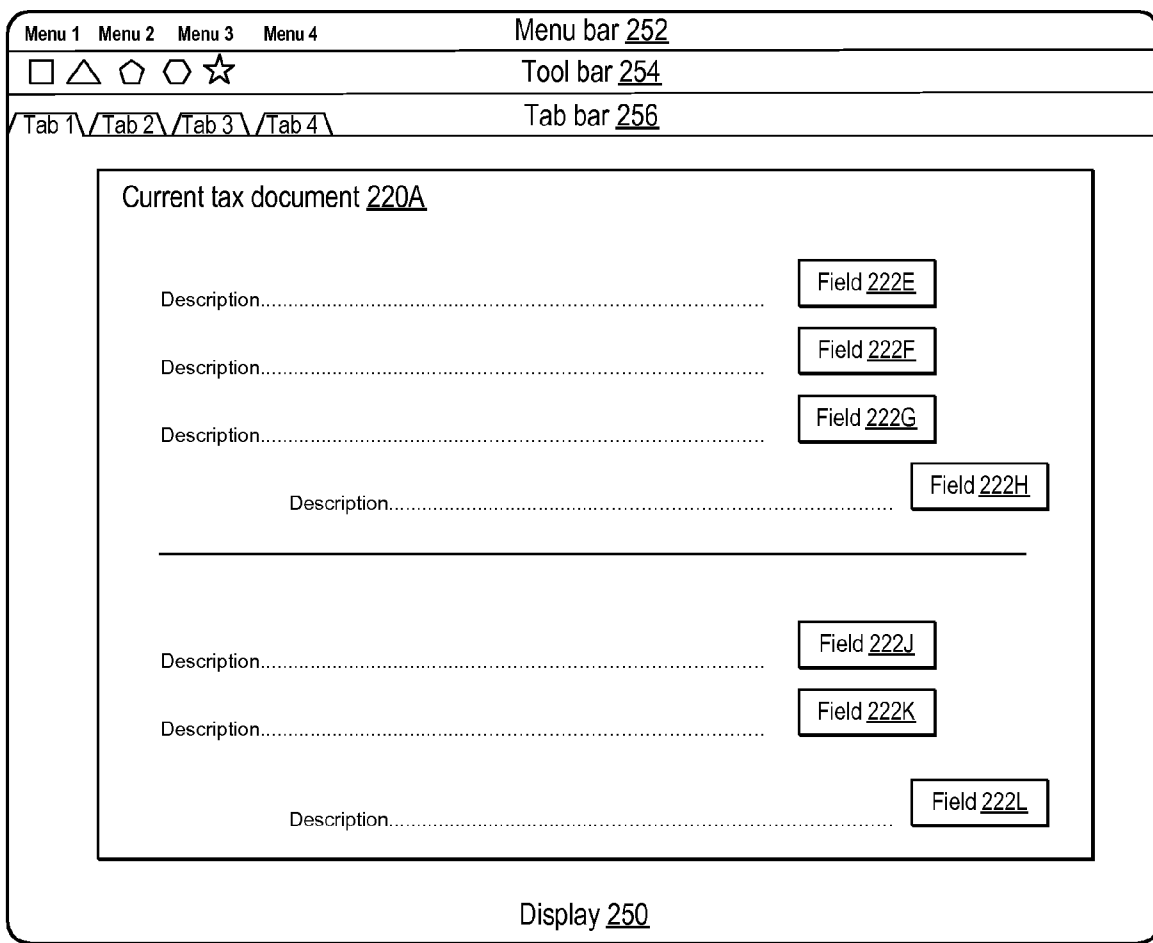 Menu 1 Menu 2 Menu 3 Menu 4 Menu bar 252
Tool bar 254
Tab bar 256
Tab 1 Tab 2 Tab 3 Tab 4
Current tax document 220A
Description.................................................................................... Field 222E
Description.................................................................................... Field 222F
Description.................................................................................... Field 222G
Description.................................................................................... Field 222H
Description.................................................................................... Field 222J
Description.................................................................................... Field 222K
Description.................................................................................... Field 222L
Display 250